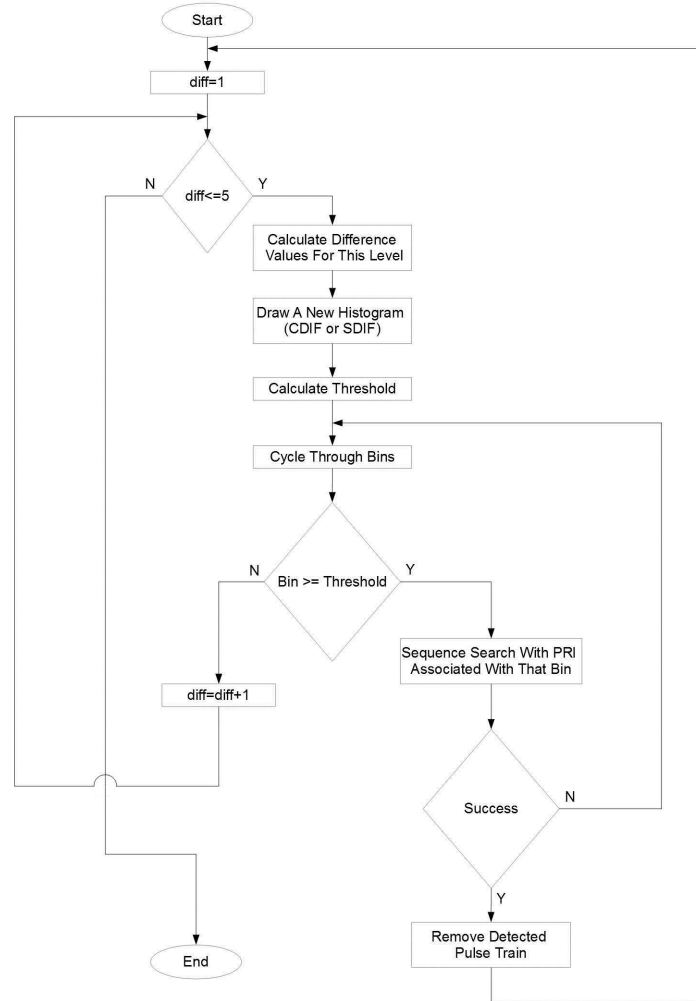 Start
diff=1
N
diff<=5
Y
Calculate Difference
Values For This Level
Draw A New Histogram
(CDIF or SDIF)
Calculate Threshold
Cycle Through Bins
N
Bin >= Threshold
Y
Sequence Search With PRI
Associated With That Bin
diff=diff+1
Success
N
Y
Remove Detected
Pulse Train
End